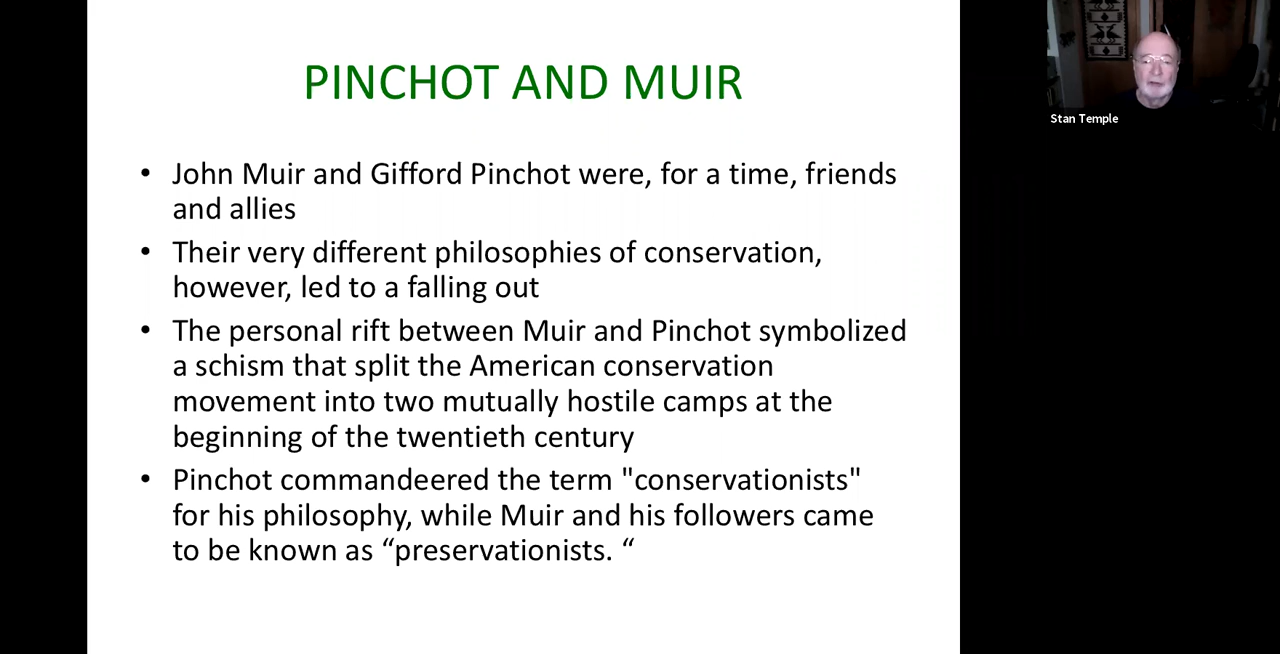 PINCHOT AND MUIR
• John Muir and Gifford Pinchot were, for a time, friends
and allies
• Their very different philosophies of conservation,
however, led to a falling out
• The personal rift between Muir and Pinchot symbolized
a schism that split the American conservation
movement into two mutually hostile camps at the
beginning of the twentieth century
• Pinchot commandeered the term "conservationists"
for his philosophy, while Muir and his followers came
to be known as “preservationists. “
Stan Temple